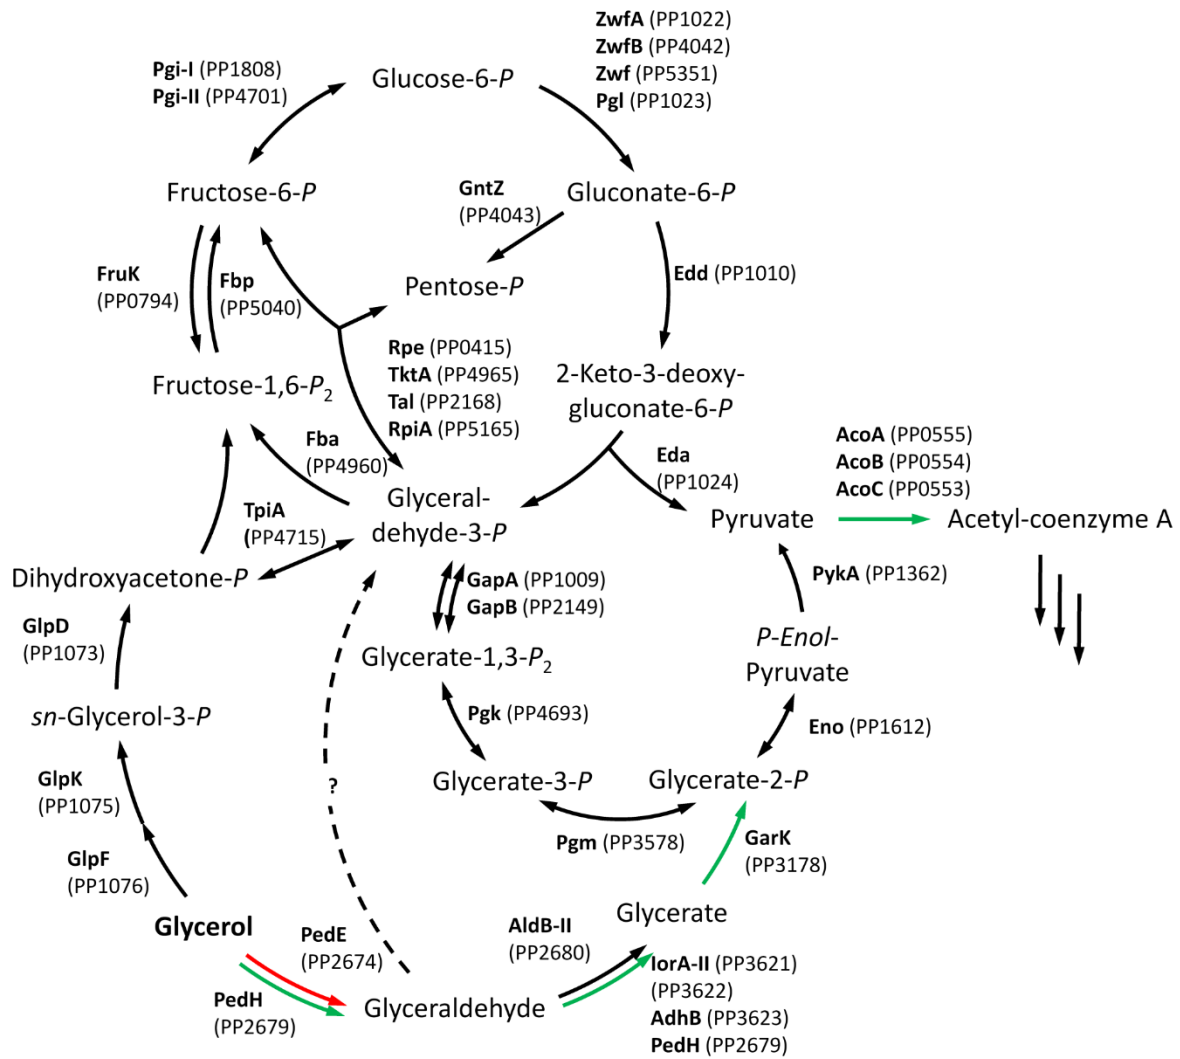 ZwfA (PP1022)
ZwfB (PP4042)
Zwf (PP5351)
Pgl (PP1023)
Pgi-I (PP1808)
Pgi-II (PP4701)
Glucose-6-P
Fructose-6-P
GntZ
(PP4043)
Gluconate-6-P
FruK
(PP0794)
Fbp
(PP5040)
Pentose-P
Edd (PP1010)
Rpe (PP0415)
TktA (PP4965)
Tal (PP2168)
RpiA (PP5165)
Fructose-1,6-P2
2-Keto-3-deoxy-
gluconate-6-P
Fba
(PP4960)
Eda
(PP1024)
AcoA (PP0555)
AcoB (PP0554)
AcoC (PP0553)
TpiA
(PP4715)
Glyceral-
dehyde-3-P
Pyruvate
Acetyl-coenzyme A
Dihydroxyacetone-P
GapA (PP1009)
GapB (PP2149)
PykA (PP1362)
GlpD
(PP1073)
Glycerate-1,3-P2
P-Enol-
Pyruvate
sn-Glycerol-3-P
Pgk (PP4693)
Eno (PP1612)
GlpK
(PP1075)
?
Glycerate-3-P
Glycerate-2-P
Pgm (PP3578)
GarK
(PP3178)
GlpF
(PP1076)
Glycerol
Glycerate
PedE
(PP2674)
AldB-II
(PP2680)
PedH
(PP2679)
Glyceraldehyde
IorA-II (PP3621)
(PP3622)
AdhB (PP3623)
PedH (PP2679)